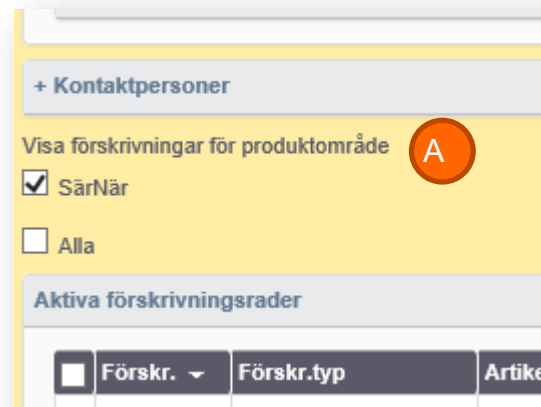 + Kontaktpersoner
Visa förskrivningar för produktområde
A
SärNär
Alla
Aktiva förskrivningsrader
Förskr. Förskr.typ Artike